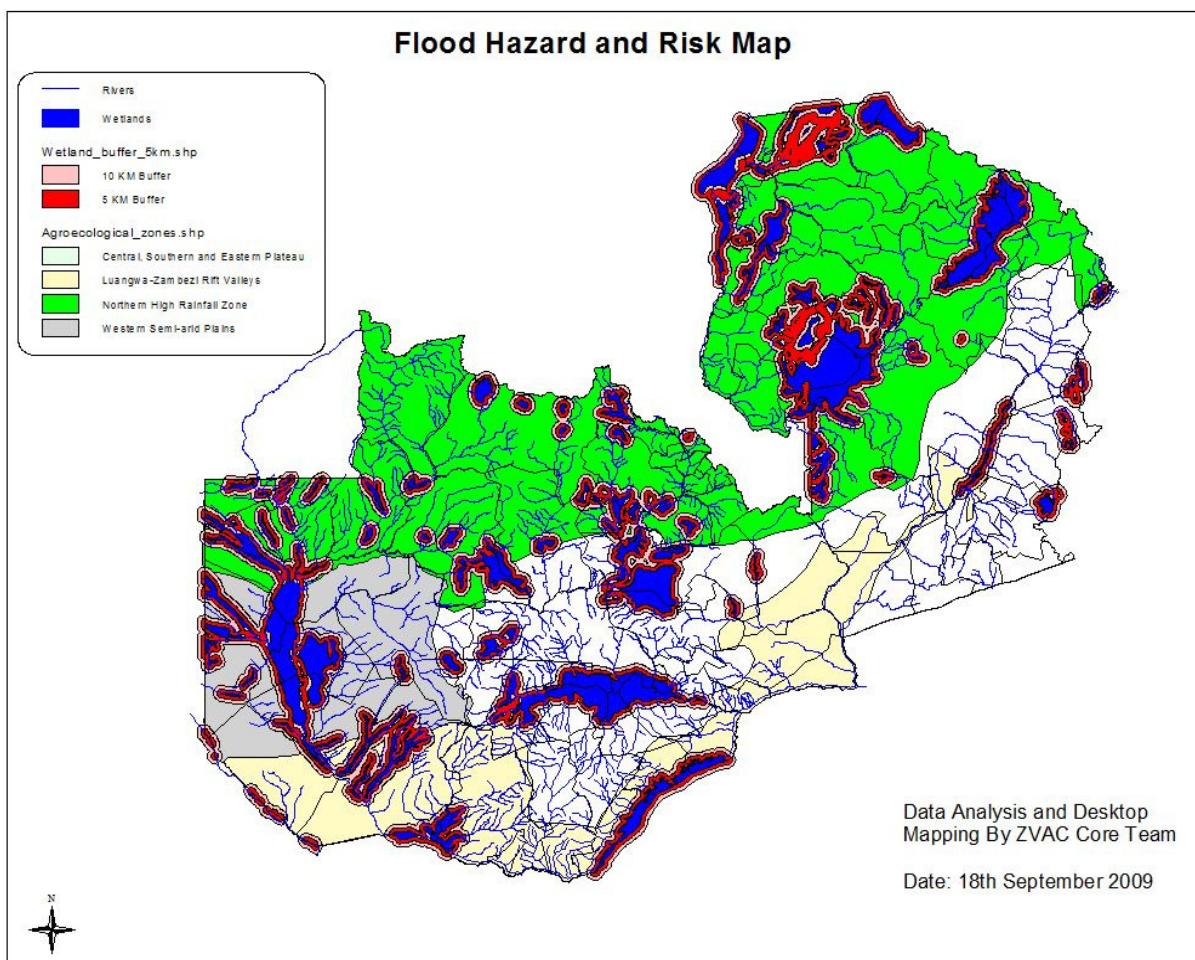 Flood Hazard and Risk Map
Rivers
Wetlands
Wetland_buffer_5km.shp
10 KM Buffer
5 KM Buffer
Agroecological_zones.shp
Central, Southern and Eastern Plateau
Luangwa-Zambezi Rift Valleys
Northern High Rainfall Zone
Western Semi-arid Plains
Data Analysis and Desktop
Mapping By ZVAC Core Team
Date: 18th September 2009
N